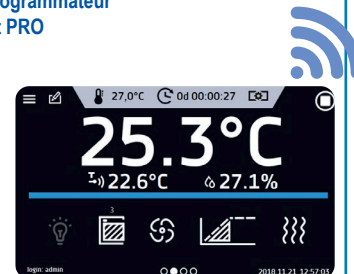 ogrammateur
PRO
27,0°C 0d 00:00:27
25.3°C
22.6°C 27.1%
3
login: admin 2018.11.21 12:57:03